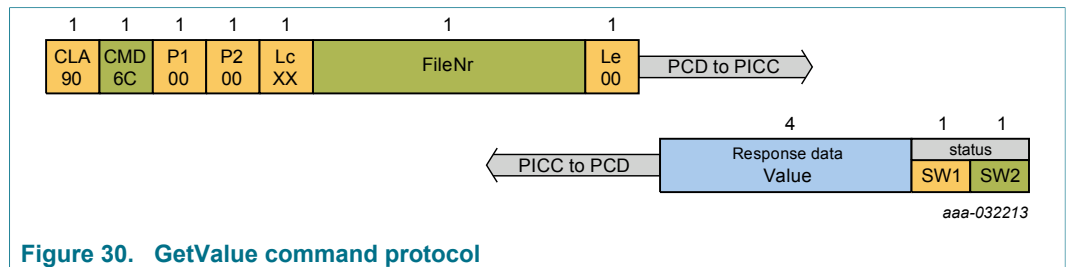 1 1 1 1 1 1 1
CLA CMD P1 P2 Lc FileNr Le
90 6C 00 00 XX 00
PCD to PICC
4 1 1
Response data status
Value SW1 SW2
PICC to PCD
aaa-032213
Figure 30. GetValue command protocol